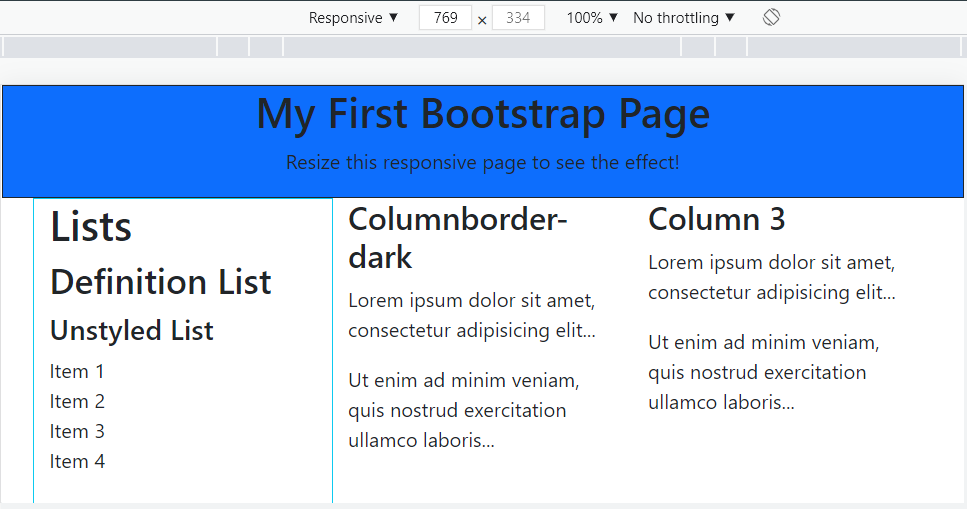 Responsive ▼ 769 × 334 100% ▼ No throttling ▼
My First Bootstrap Page
Resize this responsive page to see the effect!
Lists
Definition List
Unstyled List
Item 1
Item 2
Item 3
Item 4
Columnborder-
dark
Lorem ipsum dolor sit amet,
consectetur adipisicing elit...
Ut enim ad minim veniam,
quis nostrud exercitation
ullamco laboris...
Column 3
Lorem ipsum dolor sit amet,
consectetur adipisicing elit...
Ut enim ad minim veniam,
quis nostrud exercitation
ullamco laboris...